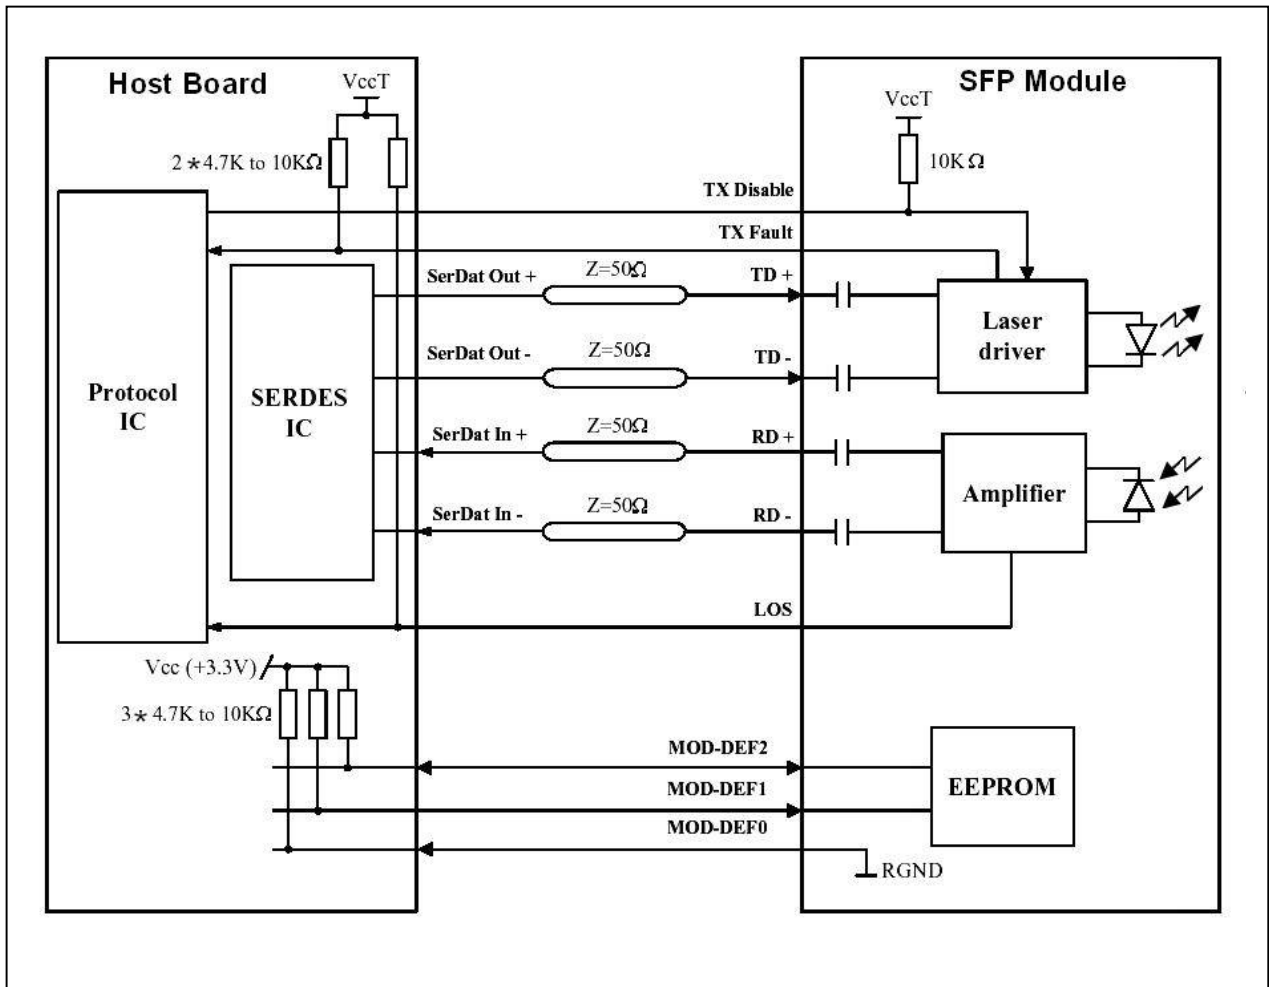 Host Board
SFP Module
VccT
VccT
2*4.7K to 10KΩ
10KΩ
TX Disable
TX Fault
SerDat Out +
Z=50Ω
TD +
Laser
driver
SerDat Out -
Z=50Ω
TD -
Protocol
IC
SERDES
IC
SerDat In +
Z=50Ω
RD +
Amplifier
SerDat In -
Z=50Ω
RD -
LOS
Vcc (+3.3V)
3*4.7K to 10KΩ
MOD-DEF2
EEPROM
MOD-DEF1
MOD-DEF0
RGND